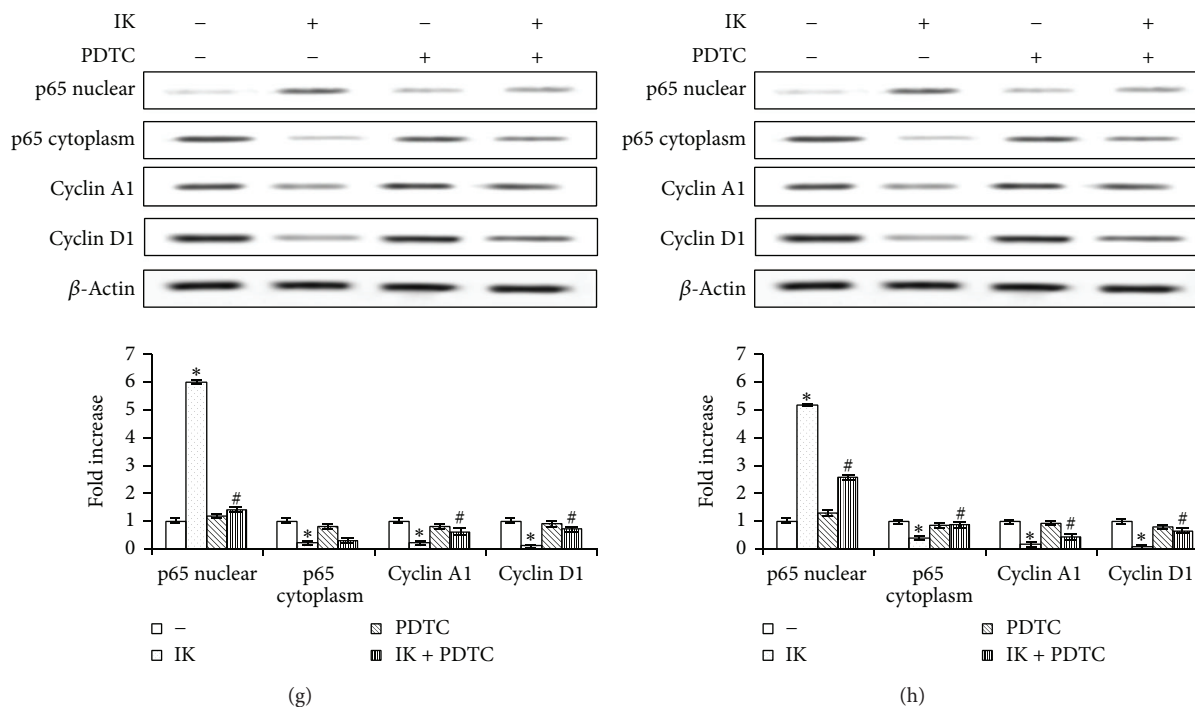 IK – + – +
PDTC – – + +
p65 nuclear
p65 cytoplasm
Cyclin A1
Cyclin D1
β-Actin
7
6
5
4
3
2
1
0
Fold increase
*
#
*
*
#
*
#
p65 nuclear
p65
cytoplasm
Cyclin A1
Cyclin D1
–
PDTC
IK
IK + PDTC
(g)
IK – + – +
PDTC – – + +
p65 nuclear
p65 cytoplasm
Cyclin A1
Cyclin D1
β-Actin
7
6
5
4
3
2
1
0
Fold increase
*
#
*
#
*
#
*
#
p65 nuclear
p65
cytoplasm
Cyclin A1
Cyclin D1
–
PDTC
IK
IK + PDTC
(h)